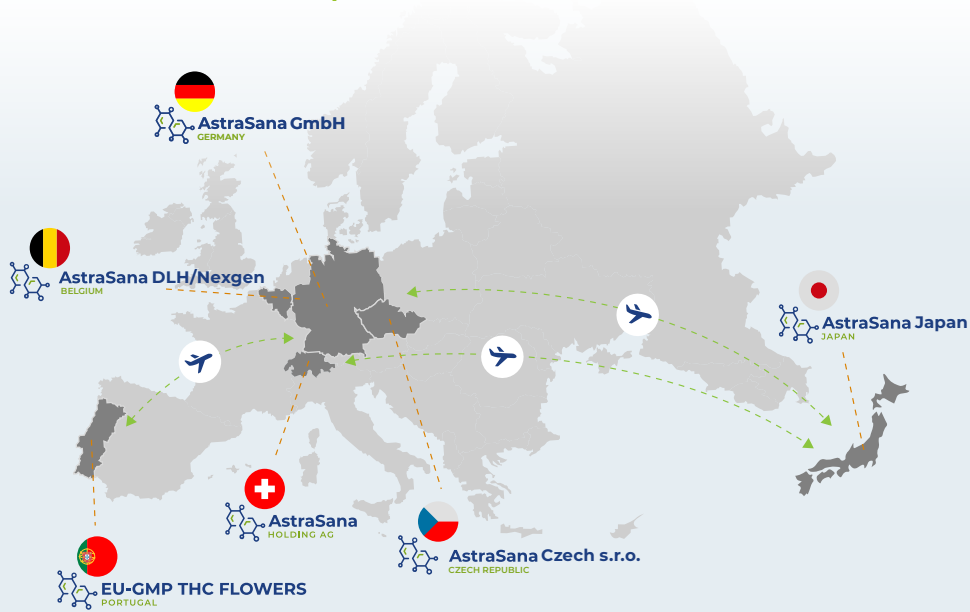 AstraSana GmbH
GERMANY
AstraSana DLH/Nexgen
BELGIUM
AstraSana Japan
JAPAN
AstraSana
HOLDING AG
AstraSana Czech s.r.o.
CZECH REPUBLIC
EU-GMP THC FLOWERS
PORTUGAL